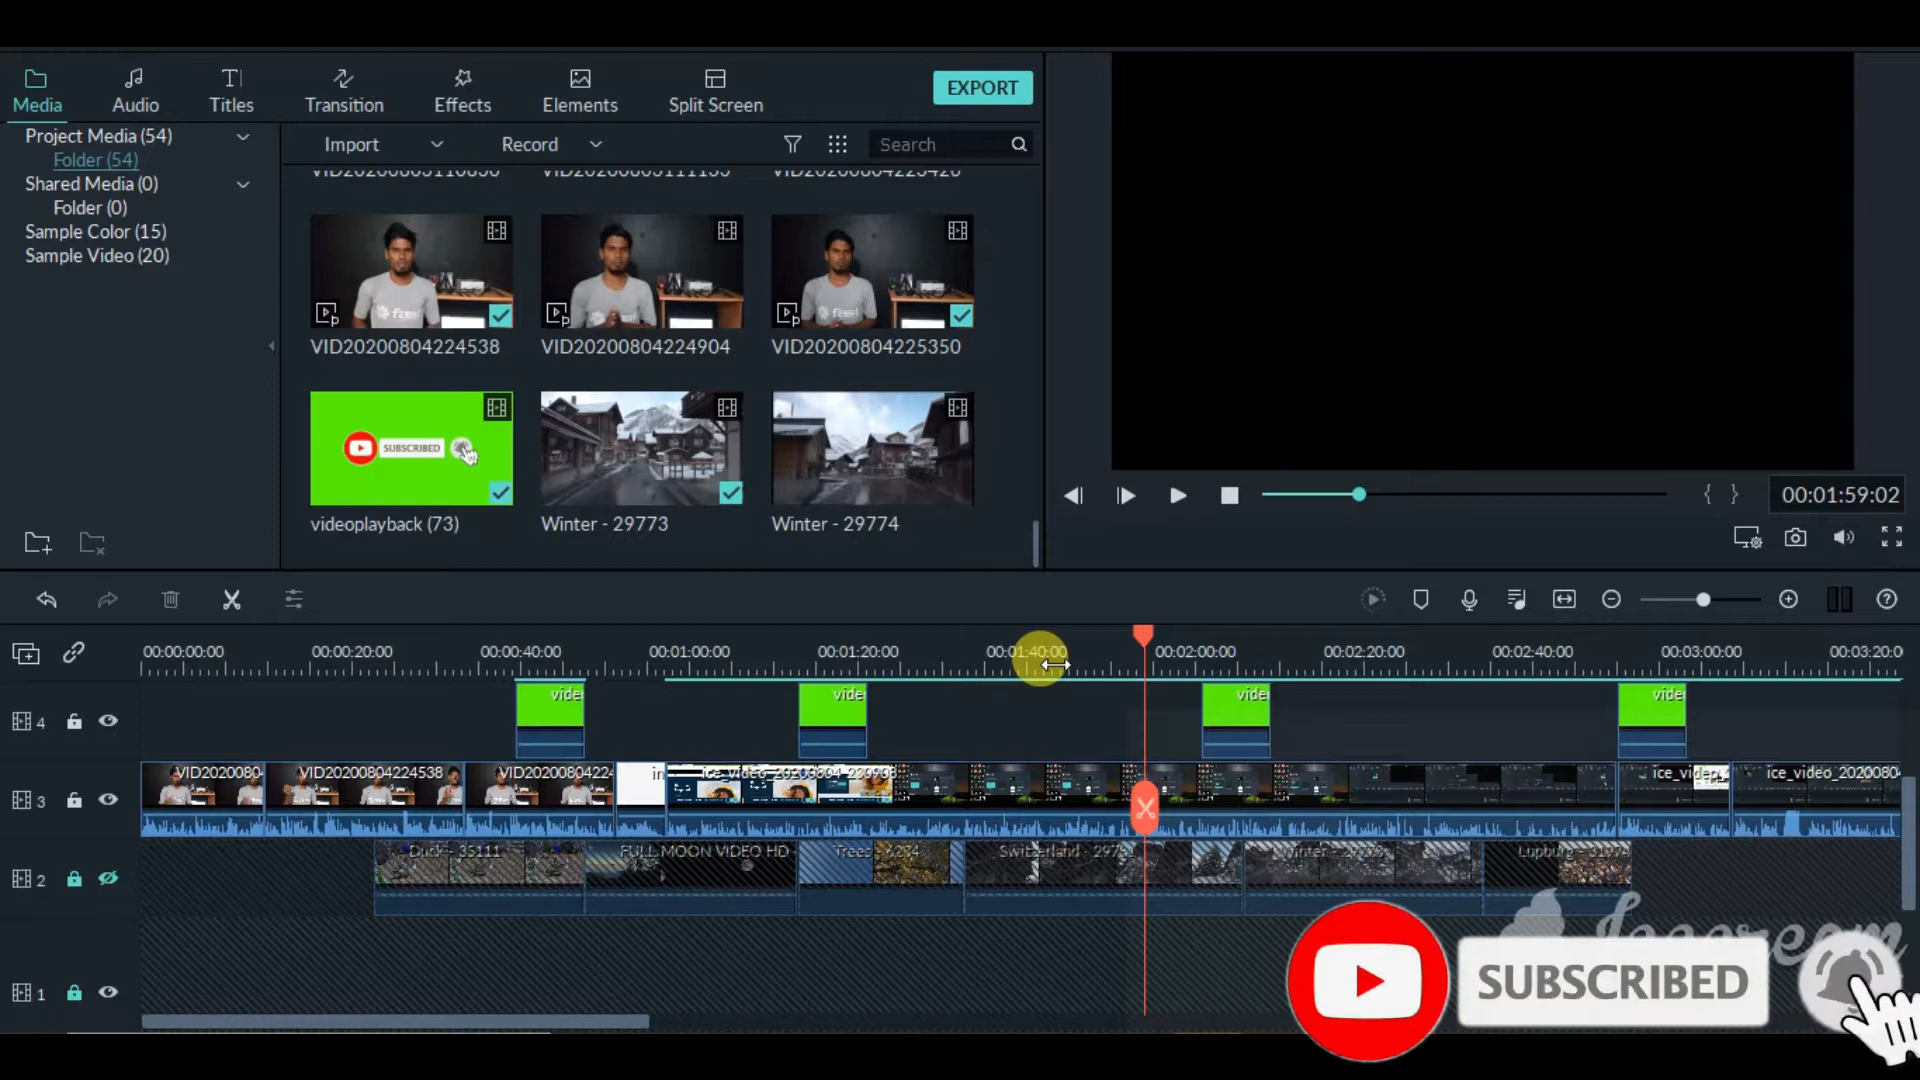 Media
Audio
Titles
Transition
Effects
Elements
Split Screen
EXPORT
Project Media (54)
Folder (54)
Shared Media (0)
Folder (0)
Sample Color (15)
Sample Video (20)
Import
Record
Search
VID20200804224538
VID20200804224904
VID20200804225350
SUBSCRIBED
videoplayback (73)
Winter - 29773
Winter - 29774
00:01:59:02
00:00:00:00
00:00:20:00
00:00:40:00
00:01:00:00
00:01:20:00
00:01:40:00
00:02:00:00
00:02:20:00
00:02:40:00
00:03:00:00
00:03:20:0
4
vide
vide
vide
vide
3
VID2020080
VID20200804224538
VID20200804224
in
ice_video_20200804
2
Duck - 35111
FULL MOON VIDEO HD -
Trees - 6234
Switzerland - 297
1
Icecream
SUBSCRIBED